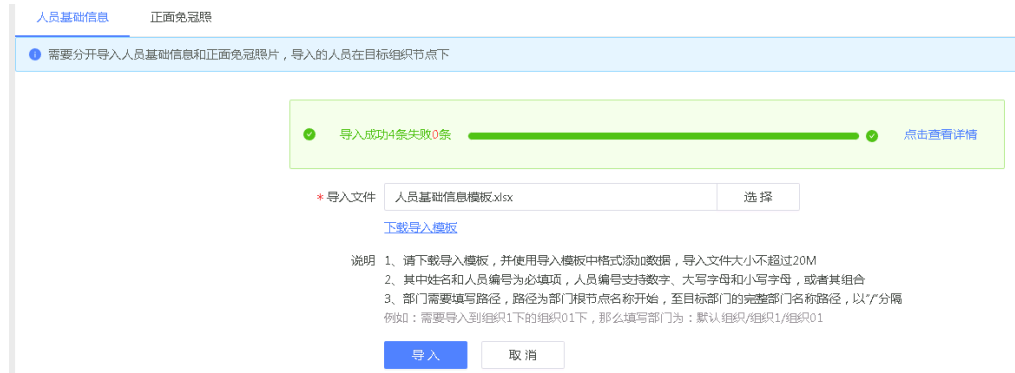 人员基础信息 正面免冠照
需要分开导入人员基础信息和正面免冠照片，导入的人员在目标组织节点下
导入成功4条失败0条 点击查看详情
*导入文件 人员基础信息模板.xlsx 选择
下载导入模板
说明 1、请下载导入模板，并使用导入模板中格式添加数据，导入文件大小不超过20M
2、其中姓名和人员编号为必填项，人员编号支持数字、大写字母和小写字母，或者其组合
3、部门需要填写路径，路径为部门根节点名称开始，至目标部门的完整部门名称路径，以"/"分隔
例如：需要导入到组织1下的组织01下，那么填写部门为：默认组织/组织1/组织01
导入 取消